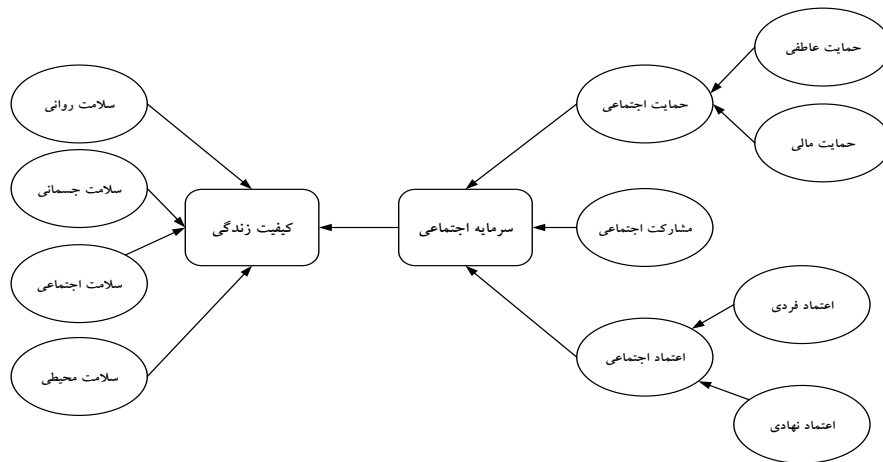 حمایت عاطفی
سلامت روانی
حمایت اجتماعی
حمایت مالی
سلامت جسمانی
کیفیت زندگی
سرمایه اجتماعی
مشارکت اجتماعی
سلامت اجتماعی
اعتماد فردی
اعتماد اجتماعی
سلامت محیطی
اعتماد نهادی